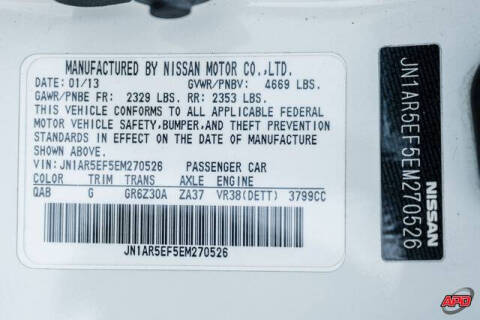 MANUFACTURED BY NISSAN MOTOR CO.,LTD.
DATE: 01/13 GVWR/PNBV: 4669 LBS.
GAWR/PNBE FR: 2329 LBS. RR: 2353 LBS.
THIS VEHICLE CONFORMS TO ALL APPLICABLE FEDERAL
MOTOR VEHICLE SAFETY,BUMPER,AND THEFT PREVENTION
STANDARDS IN EFFECT ON THE DATE OF MANUFACTURE
SHOWN ABOVE.
VIN:JN1AR5EF5EM270526 PASSENGER CAR
COLOR TRIM TRANS AXLE ENGINE
QAB G GR6Z30A ZA37 VR38(DETT) 3799CC
JN1AR5EF5EM270526
JN1AR5EF5EM270526
NISSAN
APD